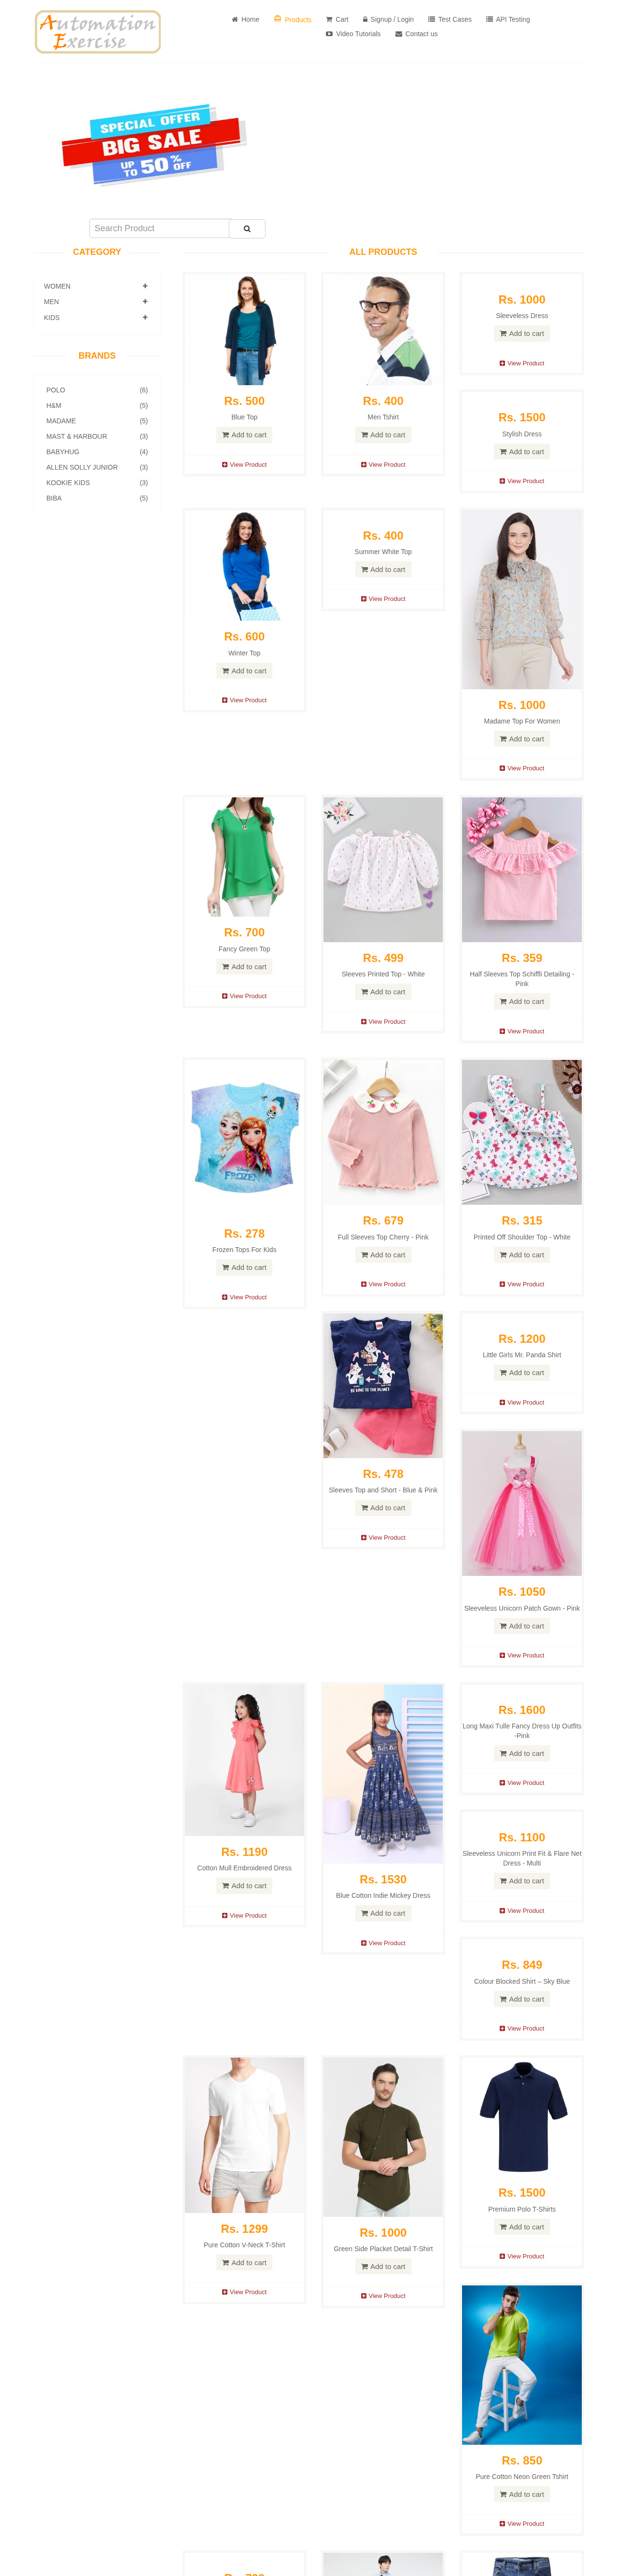 Automation
Exercise
Home
Products
Cart
Signup / Login
Test Cases
API Testing
Video Tutorials
Contact us
SPECIAL OFFER
BIG SALE
UP TO 50% OFF
Search Product
CATEGORY
WOMEN
MEN
KIDS
BRANDS
POLO (6)
H&M (5)
MADAME (5)
MAST & HARBOUR (3)
BABYHUG (4)
ALLEN SOLLY JUNIOR (3)
KOOKIE KIDS (3)
BIBA (5)
ALL PRODUCTS
Rs. 500
Blue Top
Add to cart
View Product
Rs. 400
Men Tshirt
Add to cart
View Product
Rs. 1000
Sleeveless Dress
Add to cart
View Product
Rs. 1500
Stylish Dress
Add to cart
View Product
Rs. 600
Winter Top
Add to cart
View Product
Rs. 400
Summer White Top
Add to cart
View Product
Rs. 1000
Madame Top For Women
Add to cart
View Product
Rs. 700
Fancy Green Top
Add to cart
View Product
Rs. 499
Sleeves Printed Top - White
Add to cart
View Product
Rs. 359
Half Sleeves Top Schiffli Detailing -
Pink
Add to cart
View Product
FROZEN
Rs. 278
Frozen Tops For Kids
Add to cart
View Product
Rs. 679
Full Sleeves Top Cherry - Pink
Add to cart
View Product
Rs. 315
Printed Off Shoulder Top - White
Add to cart
View Product
BE KIND TO THE PLANET
Rs. 478
Sleeves Top and Short - Blue & Pink
Add to cart
View Product
Rs. 1200
Little Girls Mr. Panda Shirt
Add to cart
View Product
Rs. 1050
Sleeveless Unicorn Patch Gown - Pink
Add to cart
View Product
Rs. 1190
Cotton Mull Embroidered Dress
Add to cart
View Product
Rs. 1530
Blue Cotton Indie Mickey Dress
Add to cart
View Product
Rs. 1600
Long Maxi Tulle Fancy Dress Up Outfits
-Pink
Add to cart
View Product
Rs. 1100
Sleeveless Unicorn Print Fit & Flare Net
Dress - Multi
Add to cart
View Product
Rs. 849
Colour Blocked Shirt – Sky Blue
Add to cart
View Product
Rs. 1299
Pure Cotton V-Neck T-Shirt
Add to cart
View Product
Rs. 1000
Green Side Placket Detail T-Shirt
Add to cart
View Product
Rs. 1500
Premium Polo T-Shirts
Add to cart
View Product
Rs. 850
Pure Cotton Neon Green Tshirt
Add to cart
View Product